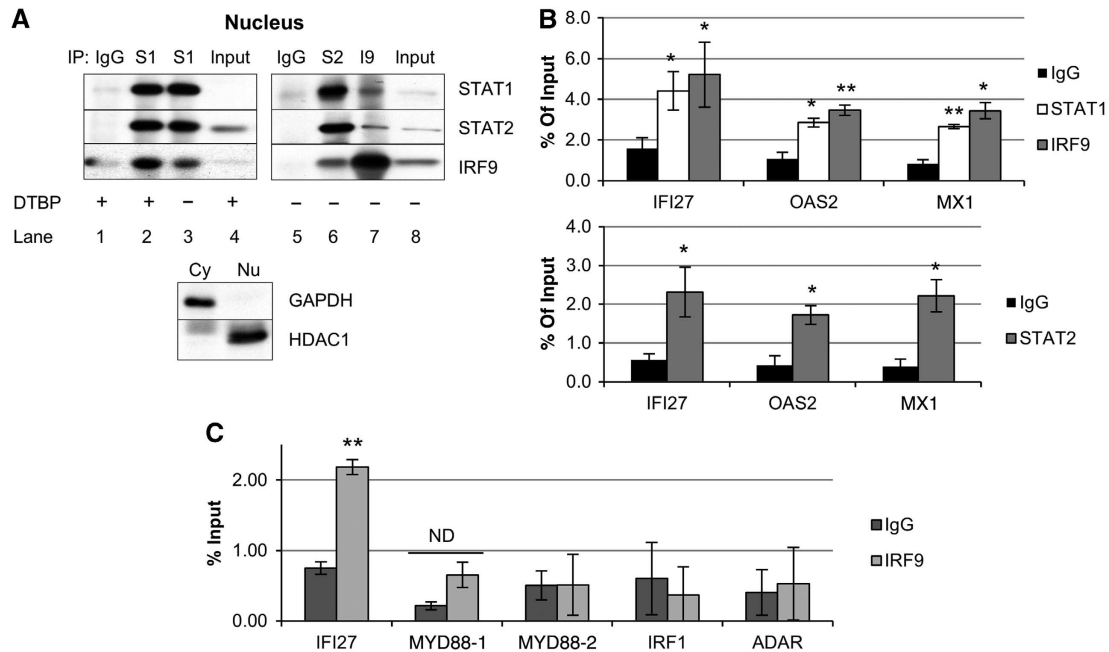 A
Nucleus
IP: IgG S1 S1 Input IgG S2 I9 Input
STAT1
STAT2
IRF9
DTBP + + – + – – – –
Lane 1 2 3 4 5 6 7 8
Cy Nu
GAPDH
HDAC1
B
% Of Input
8.0
6.0
4.0
2.0
0.0
* * * ** ** *
IFI27 OAS2 MX1
IgG
STAT1
IRF9
% Of Input
4.0
3.0
2.0
1.0
0.0
* * *
IFI27 OAS2 MX1
IgG
STAT2
C
% Input
2.00
1.00
0.00
**
ND
IFI27 MYD88-1 MYD88-2 IRF1 ADAR
IgG
IRF9